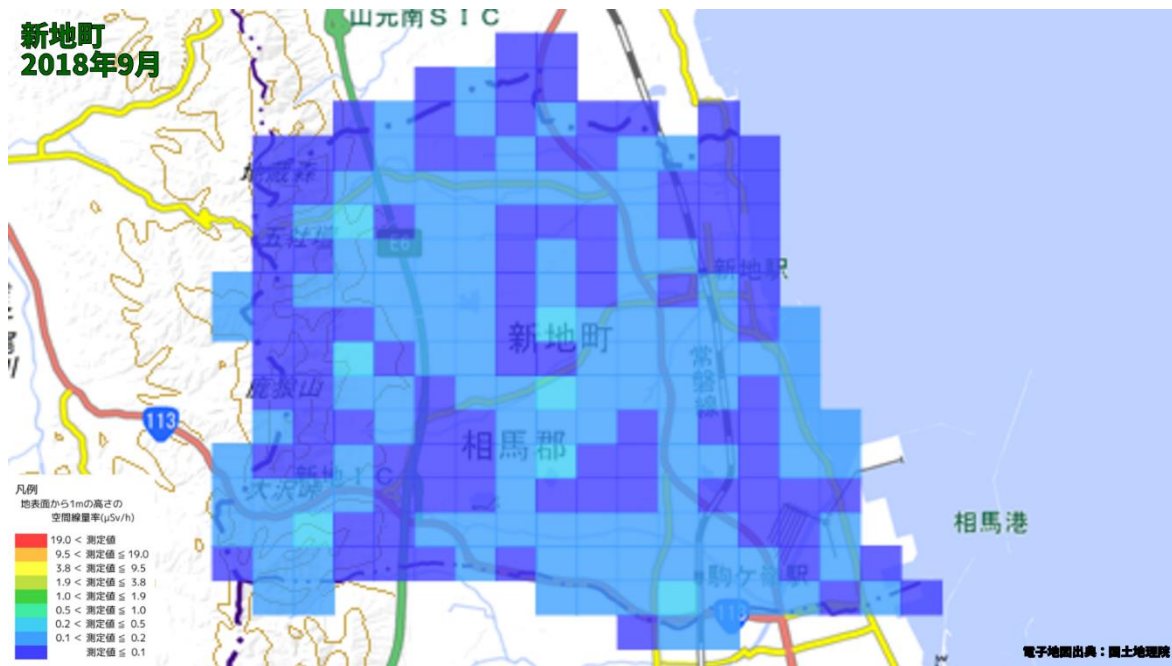 新地町
2018年9月
山元南ＳＩＣ
地蔵森
五社壇
E6
新地駅
新地町
常磐線
鹿狼山
113
相馬郡
新地ＩＣ
大沢峠
相馬港
駒ケ嶺駅
113
凡例
地表面から1mの高さの
空間線量率(μSv/h)
19.0 < 測定値
9.5 < 測定値 ≤ 19.0
3.8 < 測定値 ≤ 9.5
1.9 < 測定値 ≤ 3.8
1.0 < 測定値 ≤ 1.9
0.5 < 測定値 ≤ 1.0
0.2 < 測定値 ≤ 0.5
0.1 < 測定値 ≤ 0.2
測定値 ≤ 0.1
電子地図出典：国土地理院